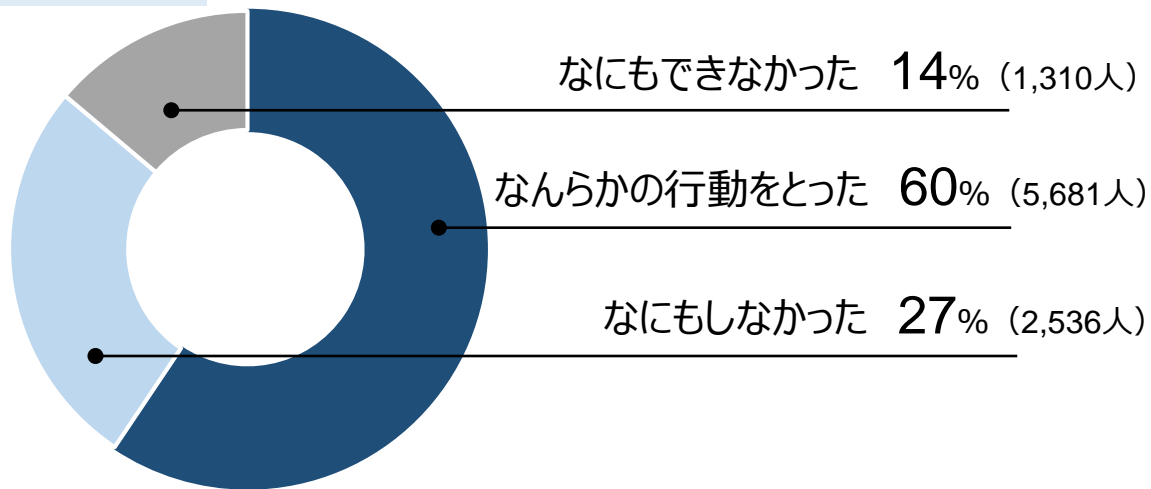 なにもできなかった 14%（1,310人）
なんらかの行動をとった 60%（5,681人）
なにもしなかった 27%（2,536人）